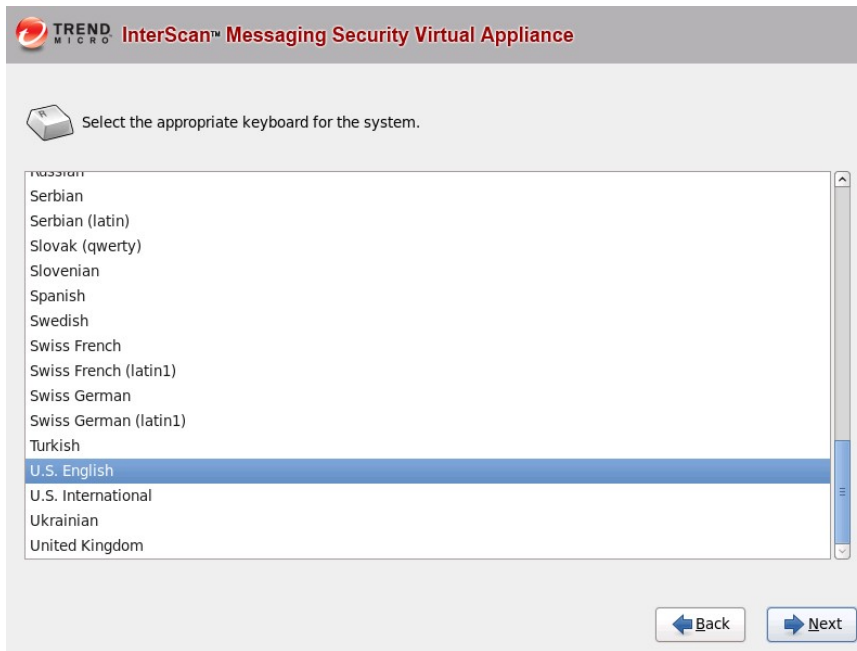 TREND MICRO InterScan™ Messaging Security Virtual Appliance
Select the appropriate keyboard for the system.
Russian
Serbian
Serbian (latin)
Slovak (qwerty)
Slovenian
Spanish
Swedish
Swiss French
Swiss French (latin1)
Swiss German
Swiss German (latin1)
Turkish
U.S. English
U.S. International
Ukrainian
United Kingdom
Back Next